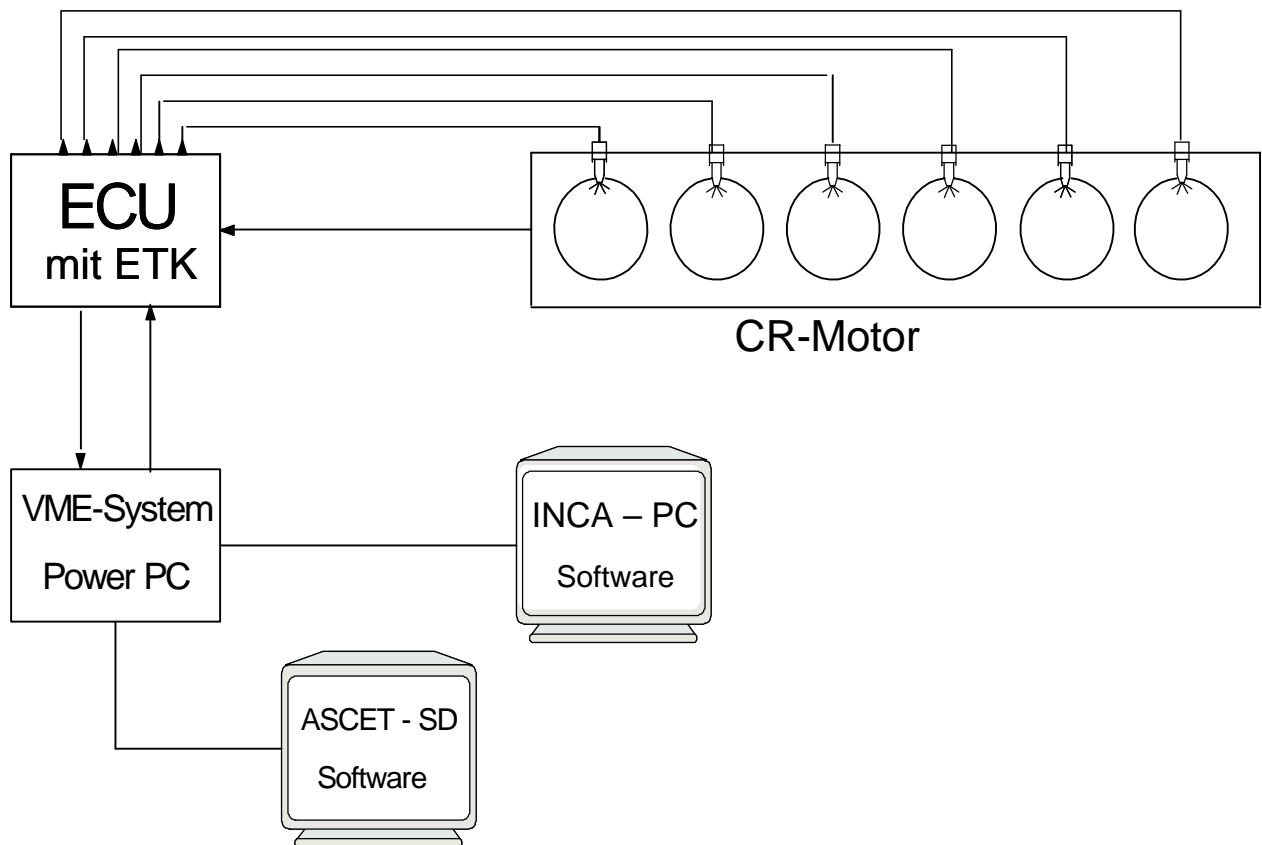 ECU
mit ETK
CR-Motor
VME-System
Power PC
INCA – PC
Software
ASCET - SD
Software